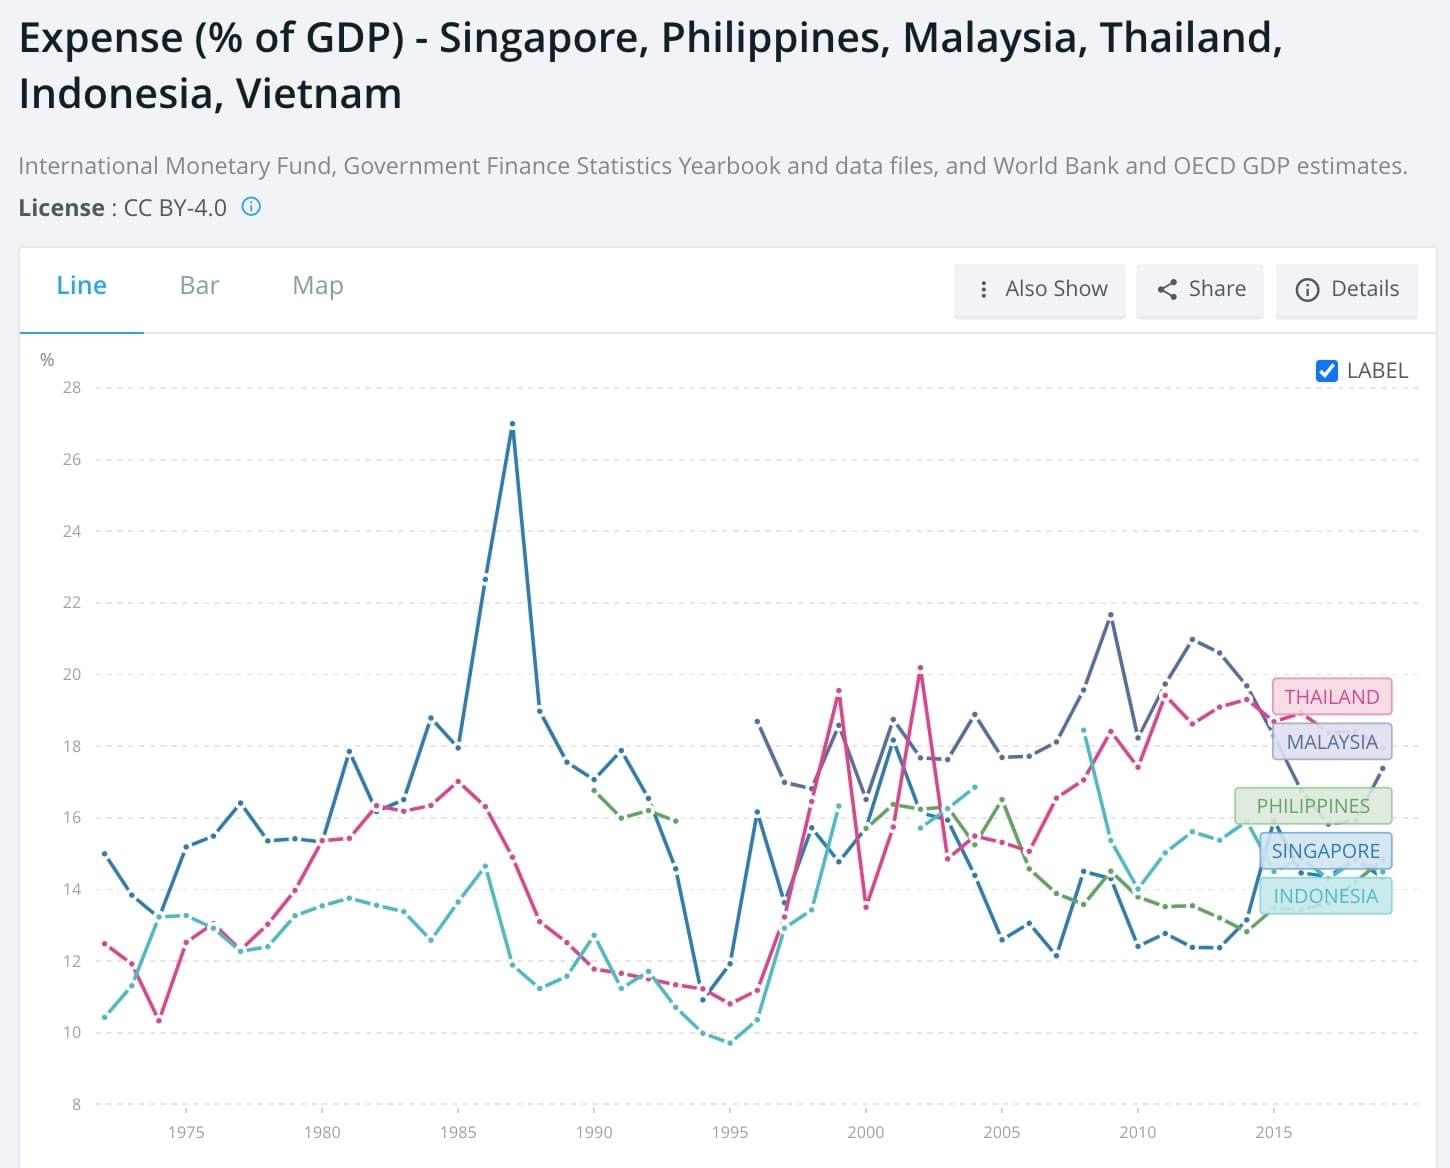 Expense (% of GDP) - Singapore, Philippines, Malaysia, Thailand,
Indonesia, Vietnam
International Monetary Fund, Government Finance Statistics Yearbook and data files, and World Bank and OECD GDP estimates.
License : CC BY-4.0
Line
Bar
Map
Also Show
Share
Details
%
LABEL
28
26
24
22
20
18
16
14
12
10
8
THAILAND
MALAYSIA
PHILIPPINES
SINGAPORE
INDONESIA
1975
1980
1985
1990
1995
2000
2005
2010
2015